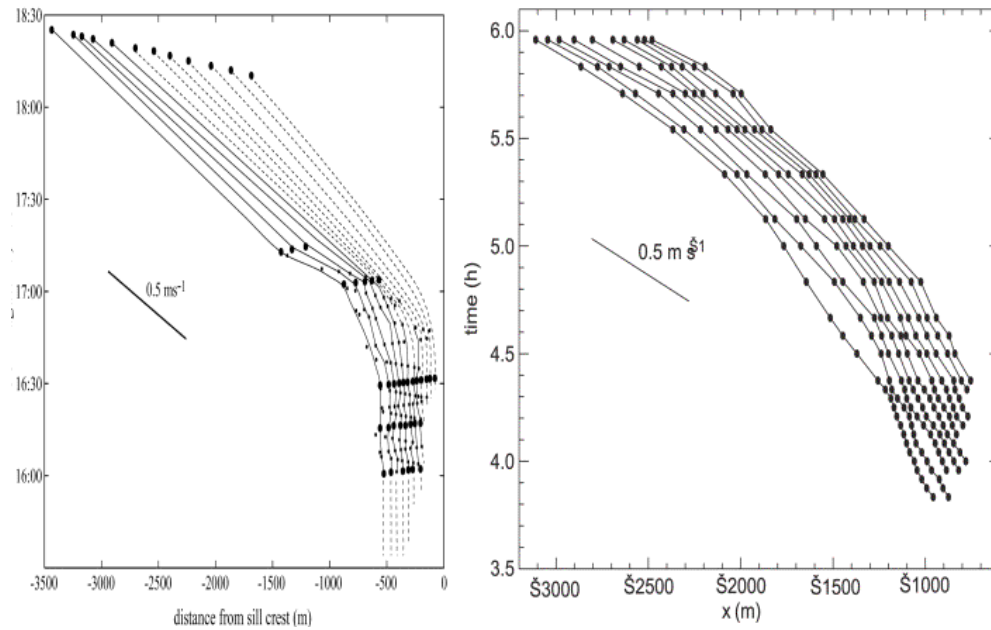 18:30
18:00
17:30
17:00
16:30
16:00
0.5 ms⁻¹
-3500 -3000 -2500 -2000 -1500 -1000 -500 0
distance from sill crest (m)
6.0
5.5
5.0
4.5
4.0
3.5
time (h)
0.5 m sŠ1
Š3000 Š2500 Š2000 Š1500 Š1000
x (m)